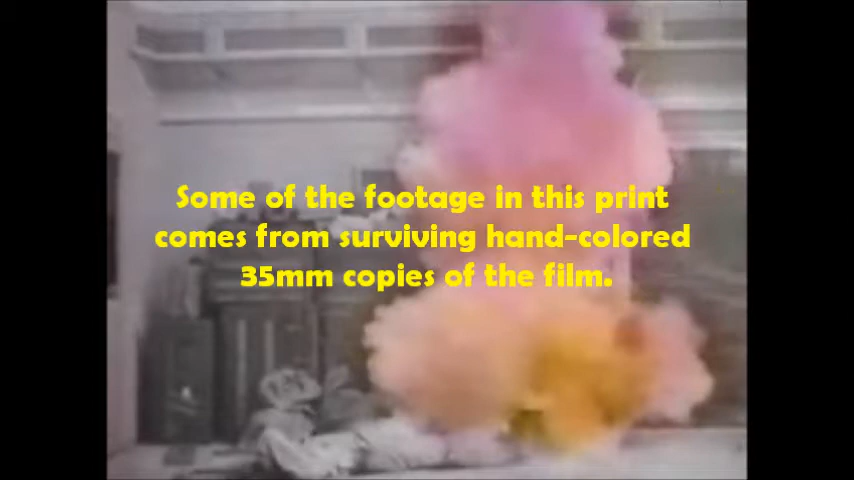 Some of the footage in this print
comes from surviving hand-colored
35mm copies of the film.